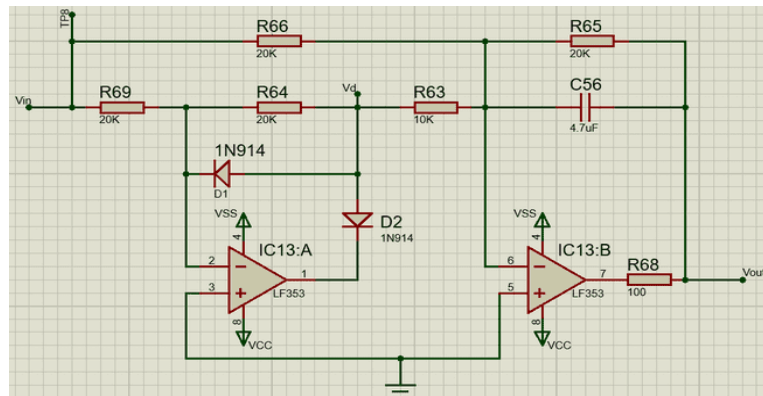 TP8
R66
20K
R65
20K
Vin
R69
20K
R64
20K
Vd
R63
10K
C56
4.7uF
1N914
D1
D2
1N914
VSS
4
IC13:A
2
3
1
LF353
8
VCC
VSS
4
IC13:B
6
5
7
LF353
8
VCC
R68
100
Vout